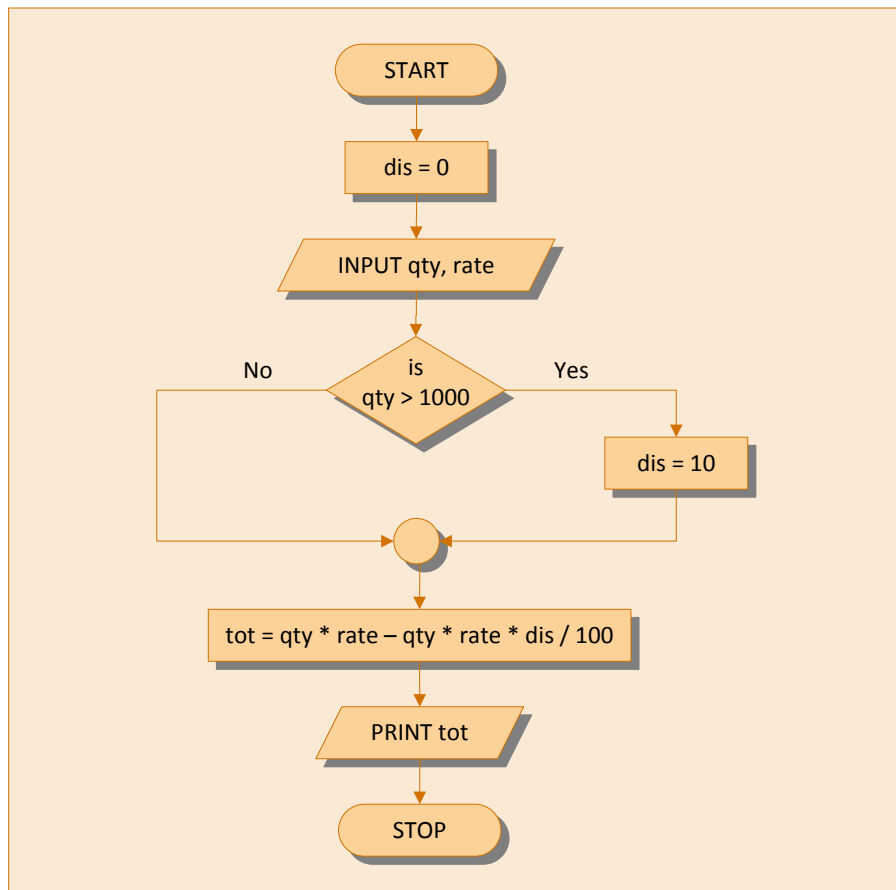 START
dis = 0
INPUT qty, rate
is
qty > 1000
No
Yes
dis = 10
tot = qty * rate – qty * rate * dis / 100
PRINT tot
STOP